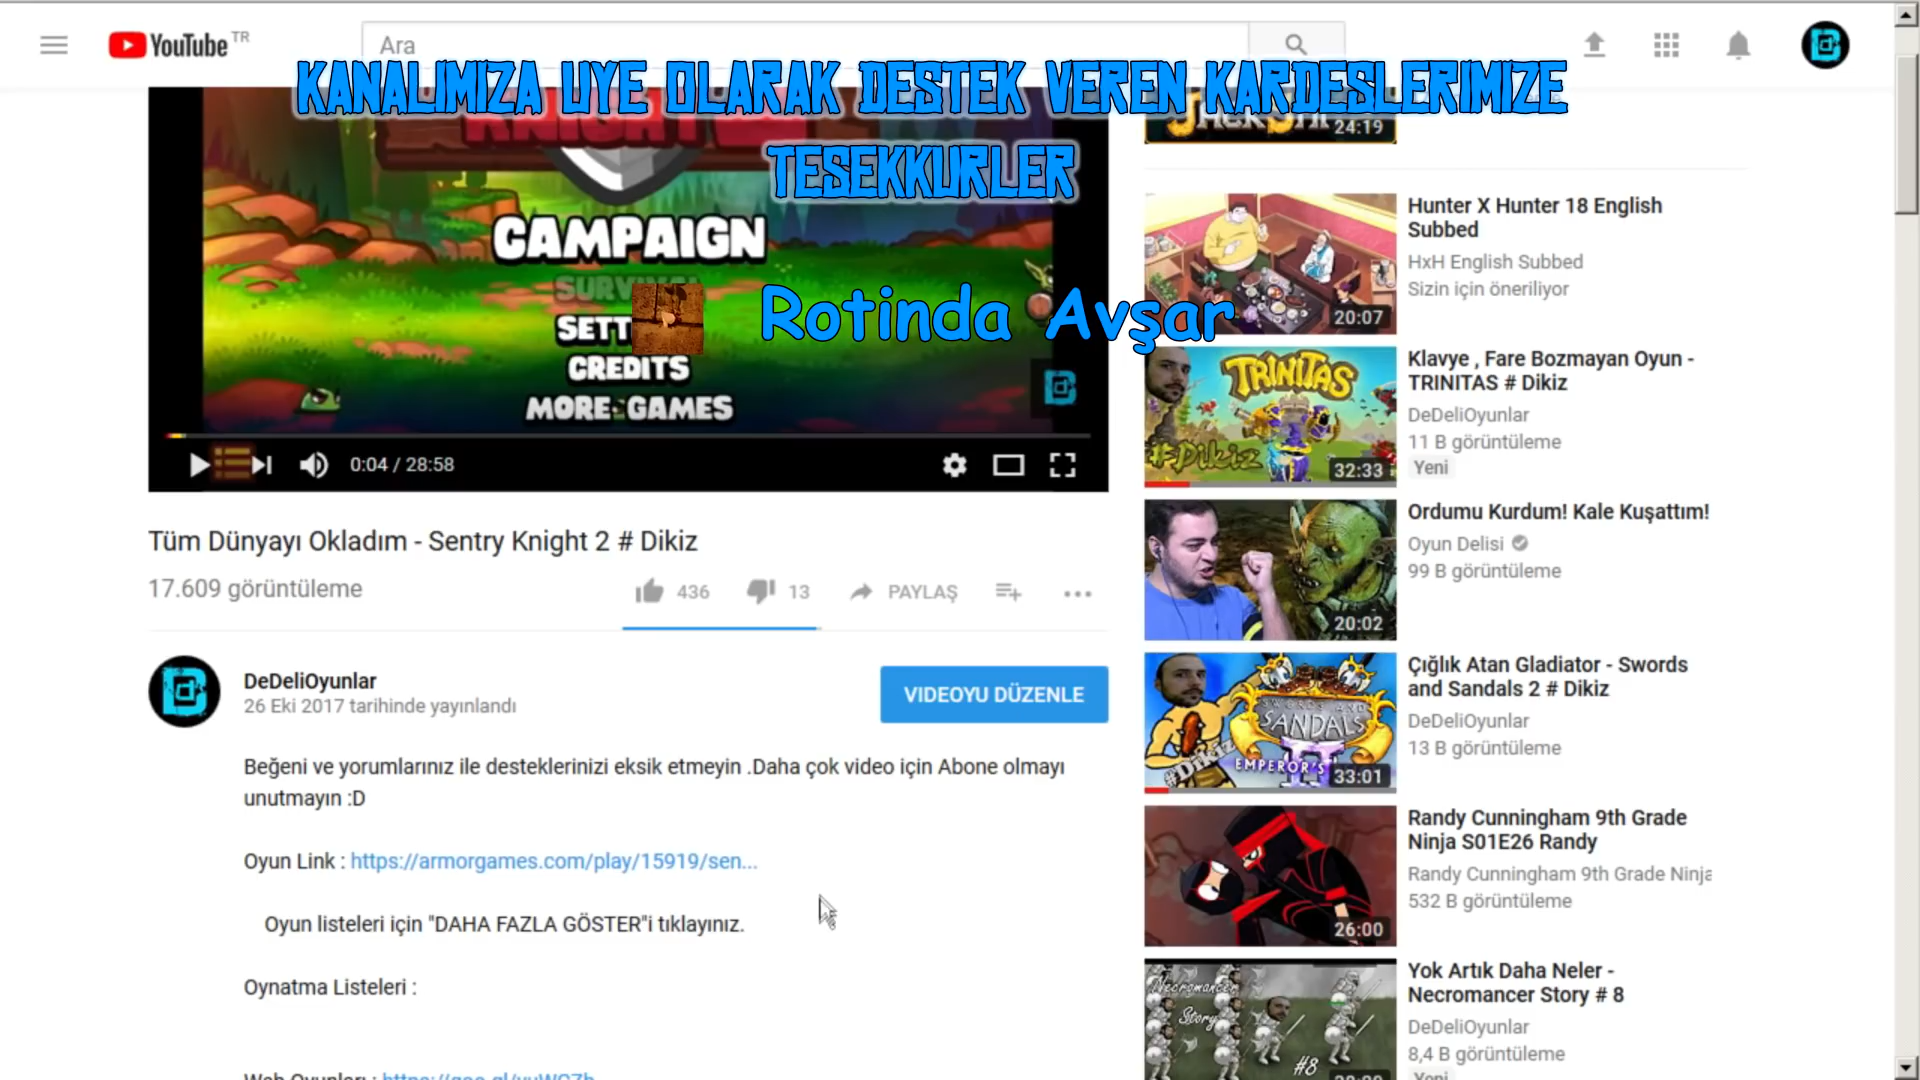 YouTube TR
Ara
KANALIMIZA UYE OLARAK DESTEK VEREN KARDESLERIMIZE
TESEKKURLER
KNIGHT
CAMPAIGN
SURVIVAL
SETT
CREDITS
MORE GAMES
Rotinda Avşar
0:04 / 28:58
Tüm Dünyayı Okladım - Sentry Knight 2 # Dikiz
17.609 görüntüleme
436
13
PAYLAŞ
DeDeliOyunlar
26 Eki 2017 tarihinde yayınlandı
VIDEOYU DÜZENLE
Beğeni ve yorumlarınız ile desteklerinizi eksik etmeyin .Daha çok video için Abone olmayı
unutmayın :D
Oyun Link : https://armorgames.com/play/15919/sen...
Oyun listeleri için "DAHA FAZLA GÖSTER"i tıklayınız.
Oynatma Listeleri :
Web Oyunları :
24:19
20:07
Hunter X Hunter 18 English
Subbed
HxH English Subbed
Sizin için öneriliyor
TRINITAS
#Dikiz
32:33
Klavye , Fare Bozmayan Oyun -
TRINITAS # Dikiz
DeDeliOyunlar
11 B görüntüleme
Yeni
20:02
Ordumu Kurdum! Kale Kuşattım!
Oyun Delisi
99 B görüntüleme
SWORDS AND
SANDALS
II
EMPEROR'S
#Dikiz
33:01
Çığlık Atan Gladiator - Swords
and Sandals 2 # Dikiz
DeDeliOyunlar
13 B görüntüleme
26:00
Randy Cunningham 9th Grade
Ninja S01E26 Randy
Randy Cunningham 9th Grade Ninja
532 B görüntüleme
Necromancer
Story
#8
Yok Artık Daha Neler -
Necromancer Story # 8
DeDeliOyunlar
8,4 B görüntüleme
Yeni